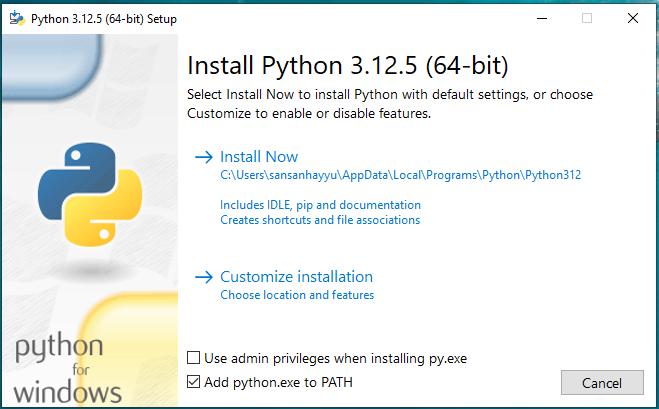 Python 3.12.5 (64-bit) Setup
Install Python 3.12.5 (64-bit)
Select Install Now to install Python with default settings, or choose
Customize to enable or disable features.
Install Now
C:\Users\sansanhayyu\AppData\Local\Programs\Python\Python312
Includes IDLE, pip and documentation
Creates shortcuts and file associations
Customize installation
Choose location and features
python
for
windows
Use admin privileges when installing py.exe
Add python.exe to PATH
Cancel